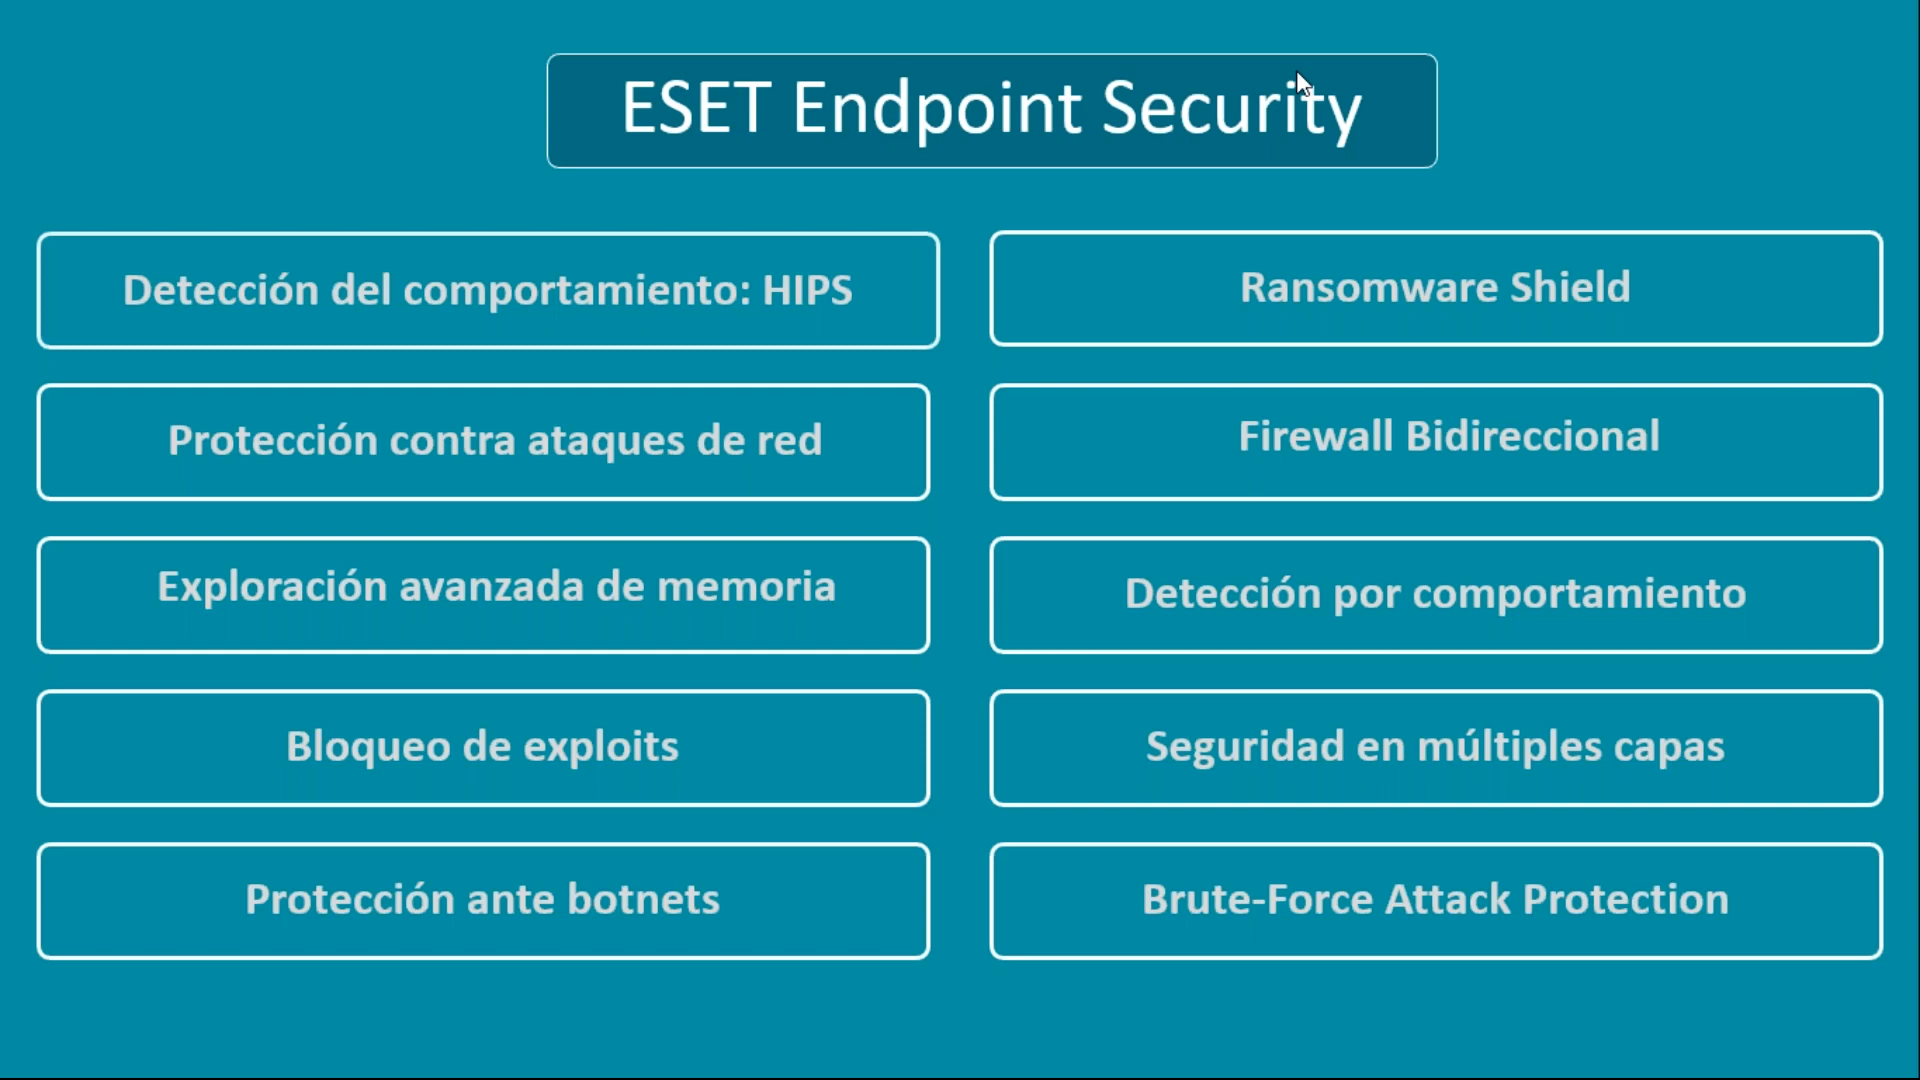 ESET Endpoint Security
Detección del comportamiento: HIPS
Ransomware Shield
Protección contra ataques de red
Firewall Bidireccional
Exploración avanzada de memoria
Detección por comportamiento
Bloqueo de exploits
Seguridad en múltiples capas
Protección ante botnets
Brute-Force Attack Protection